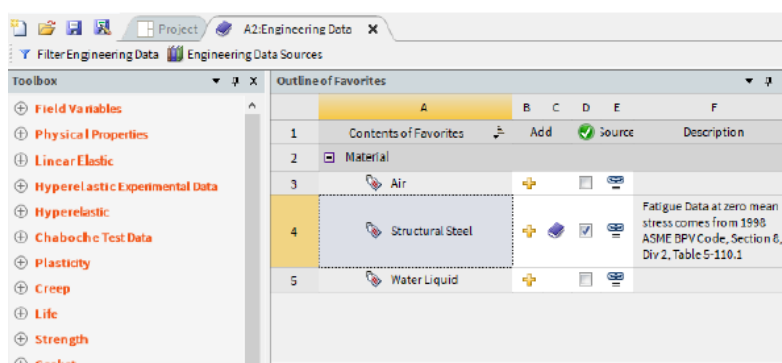 Project A2:Engineering Data
Filter Engineering Data Engineering Data Sources
Toolbox
Field Variables
Physical Properties
Linear Elastic
Hyperelastic Experimental Data
Hyperelastic
Chaboche Test Data
Plasticity
Creep
Life
Strength
Outline of Favorites
A B C D E F
1 Contents of Favorites Add Source Description
2 Material
3 Air
4 Structural Steel
Fatigue Data at zero mean
stress comes from 1998
ASME BPV Code, Section 8,
Div 2, Table 5-110.1
5 Water Liquid